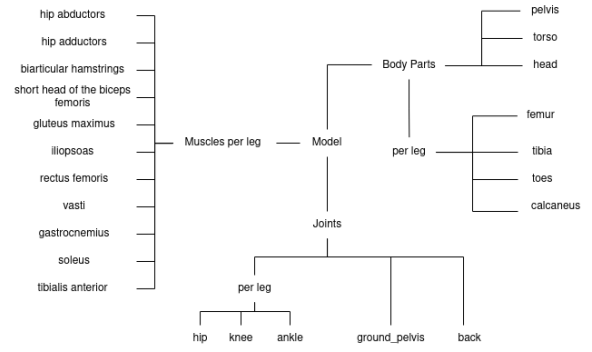 hip abductors
hip adductors
biarticular hamstrings
short head of the biceps
femoris
gluteus maximus
iliopsoas
rectus femoris
vasti
gastrocnemius
soleus
tibialis anterior
Muscles per leg
Model
Body Parts
pelvis
torso
head
per leg
femur
tibia
toes
calcaneus
Joints
per leg
hip
knee
ankle
ground_pelvis
back